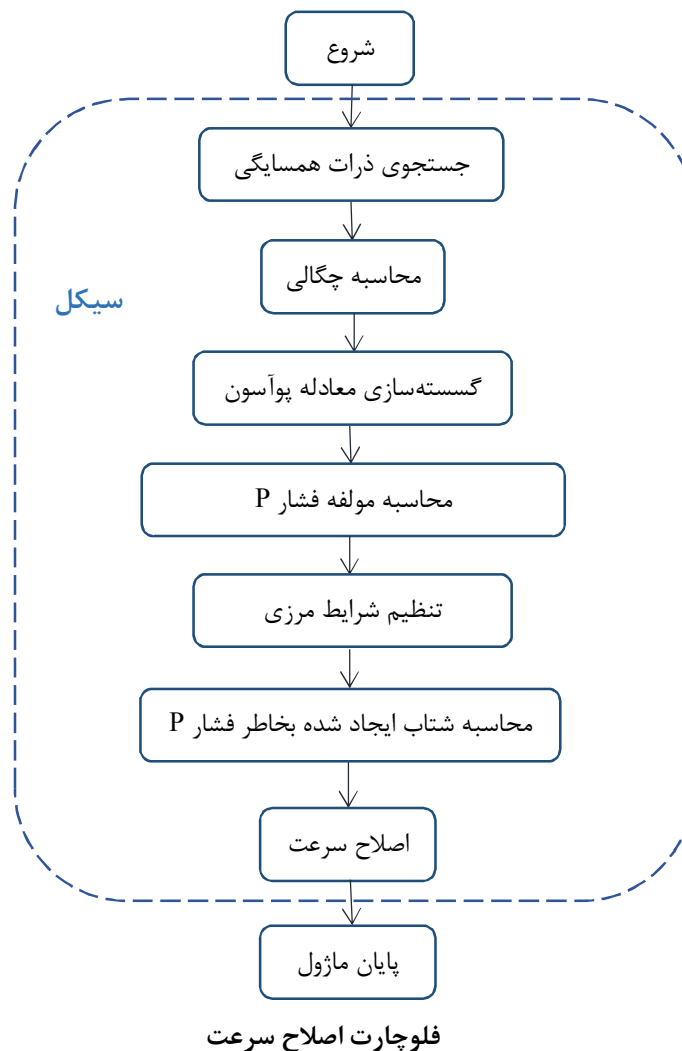 شروع
جستجوی ذرات همسایگی
محاسبه چگالی
سیکل
گسسته‌سازی معادله پوآسون
محاسبه مولفه فشار P
تنظیم شرایط مرزی
محاسبه شتاب ایجاد شده بخاطر فشار P
اصلاح سرعت
پایان ماژول
فلوچارت اصلاح سرعت